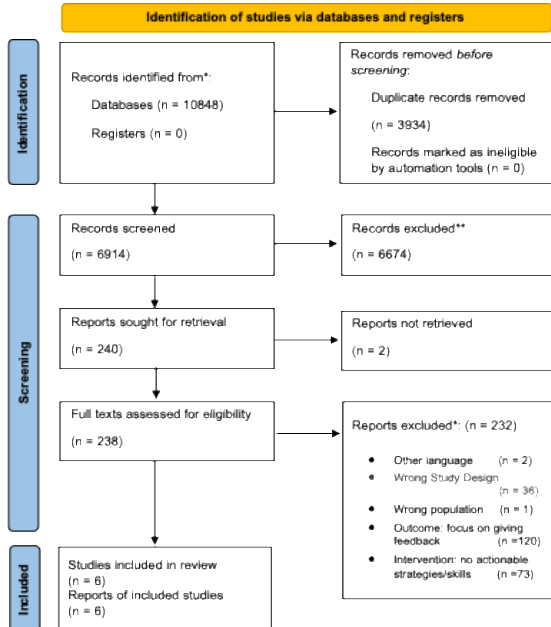 Identification of studies via databases and registers
Identification
Records identified from*:
Databases (n = 10848)
Registers (n = 0)
Records removed before
screening:
Duplicate records removed
(n = 3934)
Records marked as ineligible
by automation tools (n = 0)
Screening
Records screened
(n = 6914)
Records excluded**
(n = 6674)
Reports sought for retrieval
(n = 240)
Reports not retrieved
(n = 2)
Full texts assessed for eligibility
(n = 238)
Reports excluded*: (n = 232)
• Other language (n = 2)
• Wrong Study Design
(n = 36)
• Wrong population (n = 1)
• Outcome: focus on giving
feedback (n =120)
• Intervention: no actionable
strategies/skills (n =73)
Included
Studies included in review
(n = 6)
Reports of included studies
(n = 6)